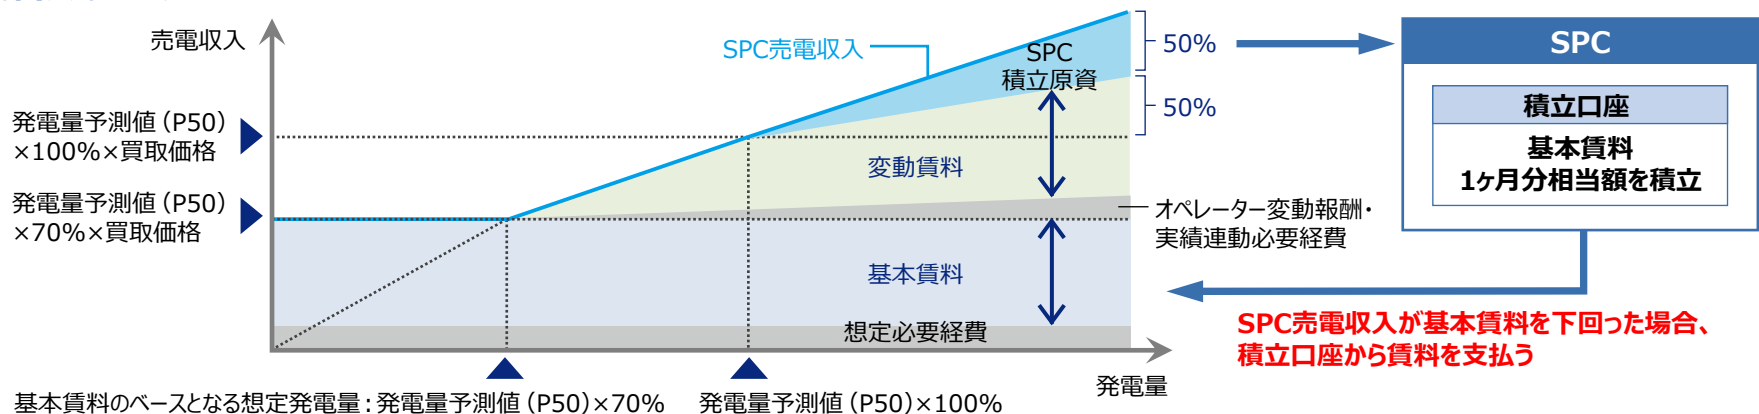 売電収入
SPC売電収入
SPC
積立原資
50%
50%
発電量予測値（P50）
×100%×買取価格
発電量予測値（P50）
×70%×買取価格
変動賃料
オペレーター変動報酬・
実績連動必要経費
基本賃料
想定必要経費
発電量
基本賃料のベースとなる想定発電量：発電量予測値（P50）×70%
発電量予測値（P50）×100%
SPC
積立口座
基本賃料
1ヶ月分相当額を積立
SPC売電収入が基本賃料を下回った場合、
積立口座から賃料を支払う